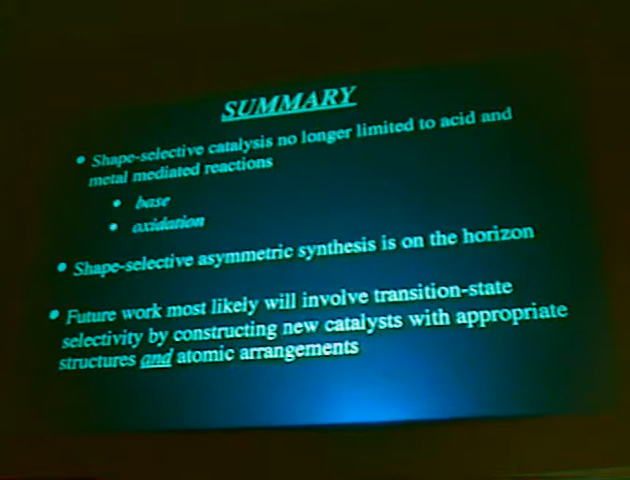 SUMMARY
• Shape-selective catalysis no longer limited to acid and
metal mediated reactions
• base
• oxidation
• Shape-selective asymmetric synthesis is on the horizon
• Future work most likely will involve transition-state
selectivity by constructing new catalysts with appropriate
structures and atomic arrangements